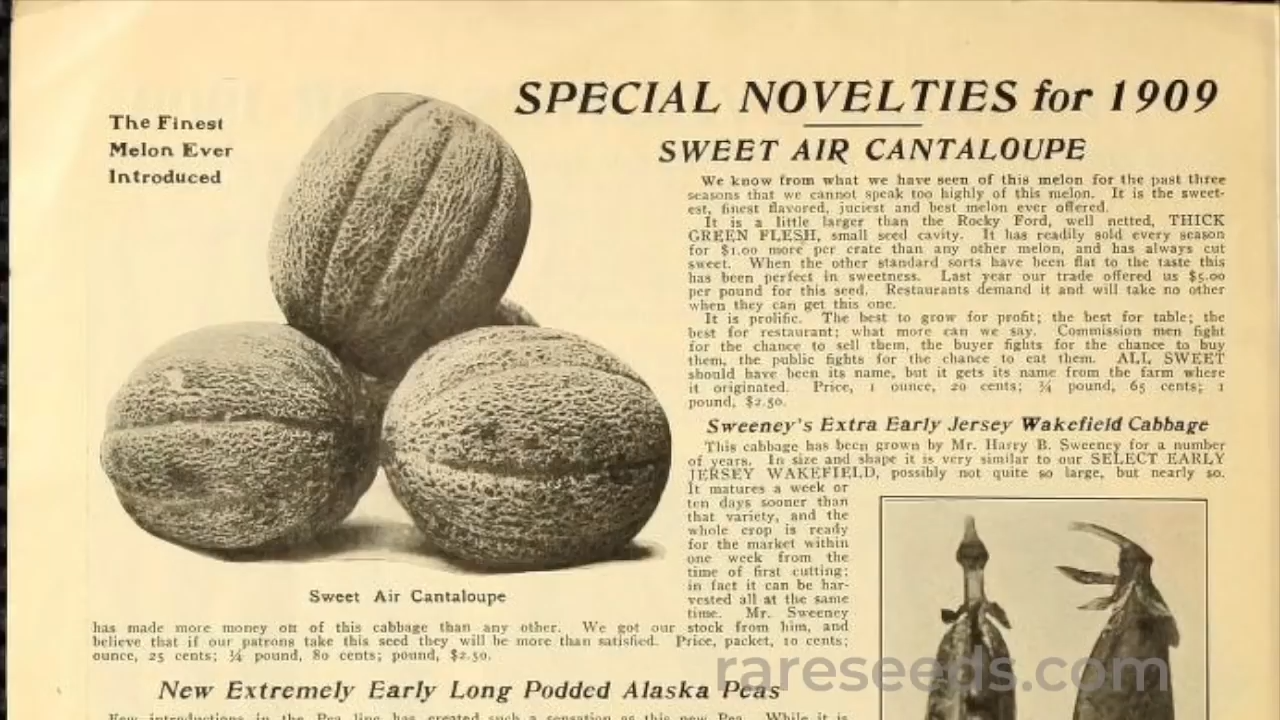 The Finest
Melon Ever
Introduced
SPECIAL NOVELTIES for 1909
SWEET AIR CANTALOUPE
We know from what we have seen of this melon for the past three
seasons that we cannot speak too highly of this melon. It is the sweet-
est, finest flavored, juciest and best melon ever offered.
It is a little larger than the Rocky Ford, well netted, THICK
GREEN FLESH, small seed cavity. It has readily sold every season
for $1.00 more per crate than any other melon, and has always cut
sweet. When the other standard sorts have been flat to the taste this
has been perfect in sweetness. Last year our trade offered us $5.00
per pound for this seed. Restaurants demand it and will take no other
when they can get this one.
It is prolific. The best to grow for profit; the best for table; the
best for restaurant; what more can we say. Commission men fight
for the chance to sell them, the buyer fights for the chance to buy
them, the public fights for the chance to eat them. ALL SWEET
should have been its name, but it gets its name from the farm where
it originated. Price, 1 ounce, 20 cents; ¼ pound, 65 cents; 1
pound, $2.50.
Sweet Air Cantaloupe
Sweeney's Extra Early Jersey Wakefield Cabbage
This cabbage has been grown by Mr. Harry B. Sweeney for a number
of years. In size and shape it is very similar to our SELECT EARLY
JERSEY WAKEFIELD, possibly not quite so large, but nearly so.
It matures a week or
ten days sooner than
that variety, and the
whole crop is ready
for the market within
one week from the
time of first cutting;
in fact it can be har-
vested all at the same
time. Mr. Sweeney
has made more money on of this cabbage than any other. We got our stock from him, and
believe that if our patrons take this seed they will be more than satisfied. Price, packet, 10 cents;
ounce, 25 cents; ¼ pound, 80 cents; pound, $2.50.
New Extremely Early Long Podded Alaska Peas
Few introductions in the Pea line has created such a sensation as this new Pea. While it is
rareseeds.com